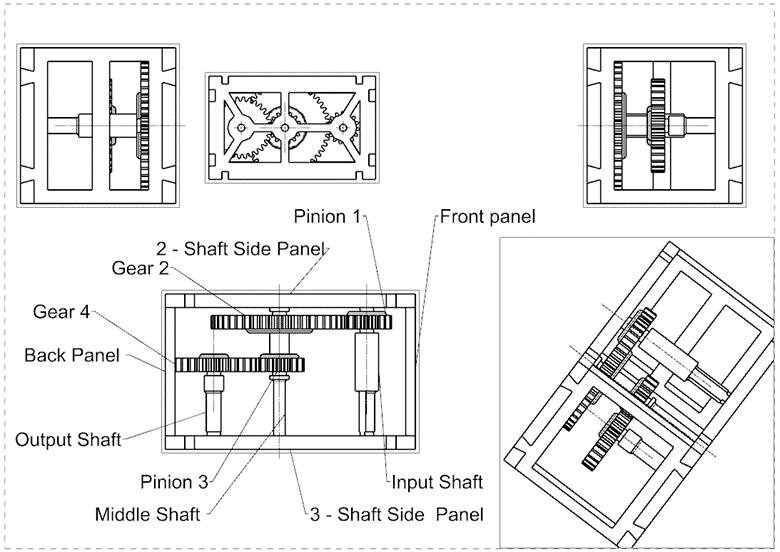 Pinion 1
Front panel
2 - Shaft Side Panel
Gear 2
Gear 4
Back Panel
Output Shaft
Pinion 3
Input Shaft
Middle Shaft
3 - Shaft Side Panel